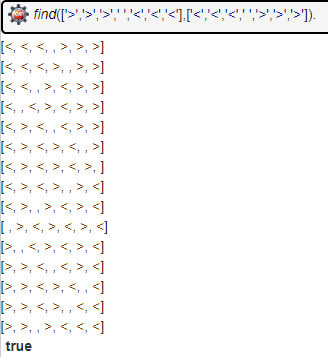 find(['>','>','>',' ','<','<','<'],['<','<','<',' ','>','>','>']).
[<, <, <, , >, >, >]
[<, <, <, >, , >, >]
[<, <, , >, <, >, >]
[<, , <, >, <, >, >]
[<, >, <, , <, >, >]
[<, >, <, >, <, , >]
[<, >, <, >, <, >, ]
[<, >, <, >, , >, <]
[<, >, , >, <, >, <]
[ , >, <, >, <, >, <]
[>, , <, >, <, >, <]
[>, >, <, , <, >, <]
[>, >, <, >, <, , <]
[>, >, <, >, , <, <]
[>, >, , >, <, <, <]
true